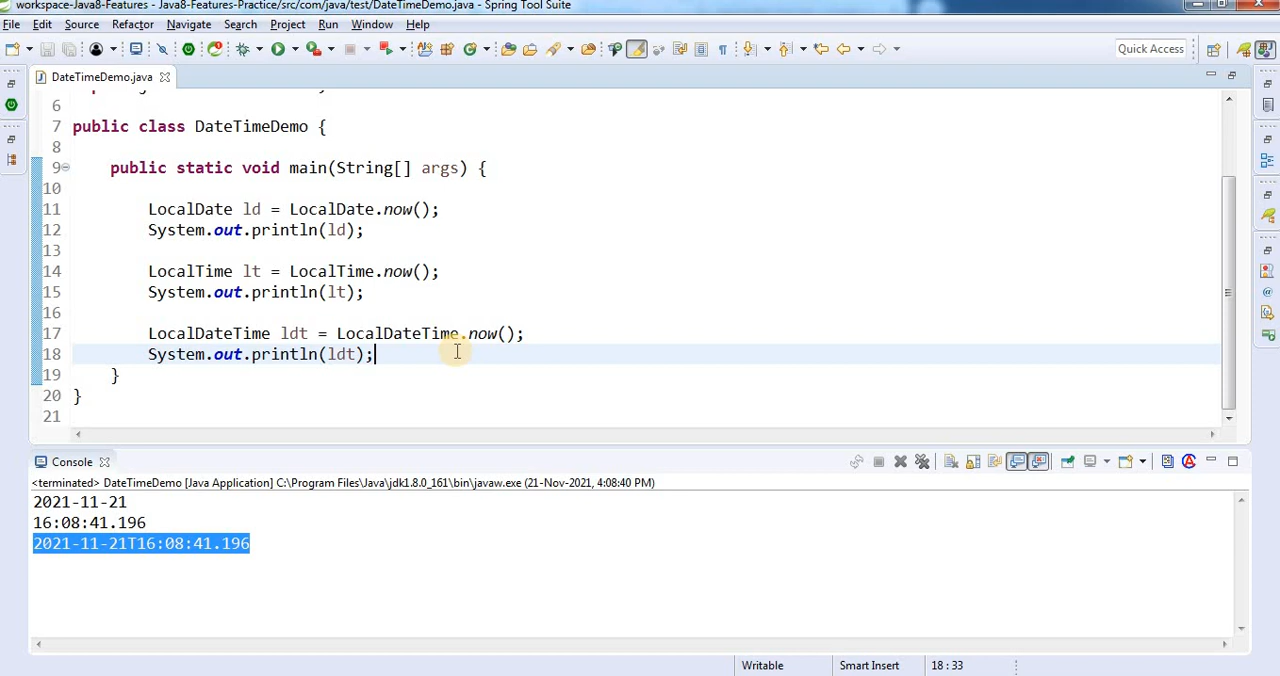 workspace-Java8-Features - Java8-Features-Practice/src/com/java/test/DateTimeDemo.java - Spring Tool Suite
File Edit Source Refactor Navigate Search Project Run Window Help
Quick Access
DateTimeDemo.java
6
7 public class DateTimeDemo {
8
9 public static void main(String[] args) {
10
11 LocalDate ld = LocalDate.now();
12 System.out.println(ld);
13
14 LocalTime lt = LocalTime.now();
15 System.out.println(lt);
16
17 LocalDateTime ldt = LocalDateTime.now();
18 System.out.println(ldt);
19 }
20 }
21
Console
<terminated> DateTimeDemo [Java Application] C:\Program Files\Java\jdk1.8.0_161\bin\javaw.exe (21-Nov-2021, 4:08:40 PM)
2021-11-21
16:08:41.196
2021-11-21T16:08:41.196
Writable Smart Insert 18 : 33